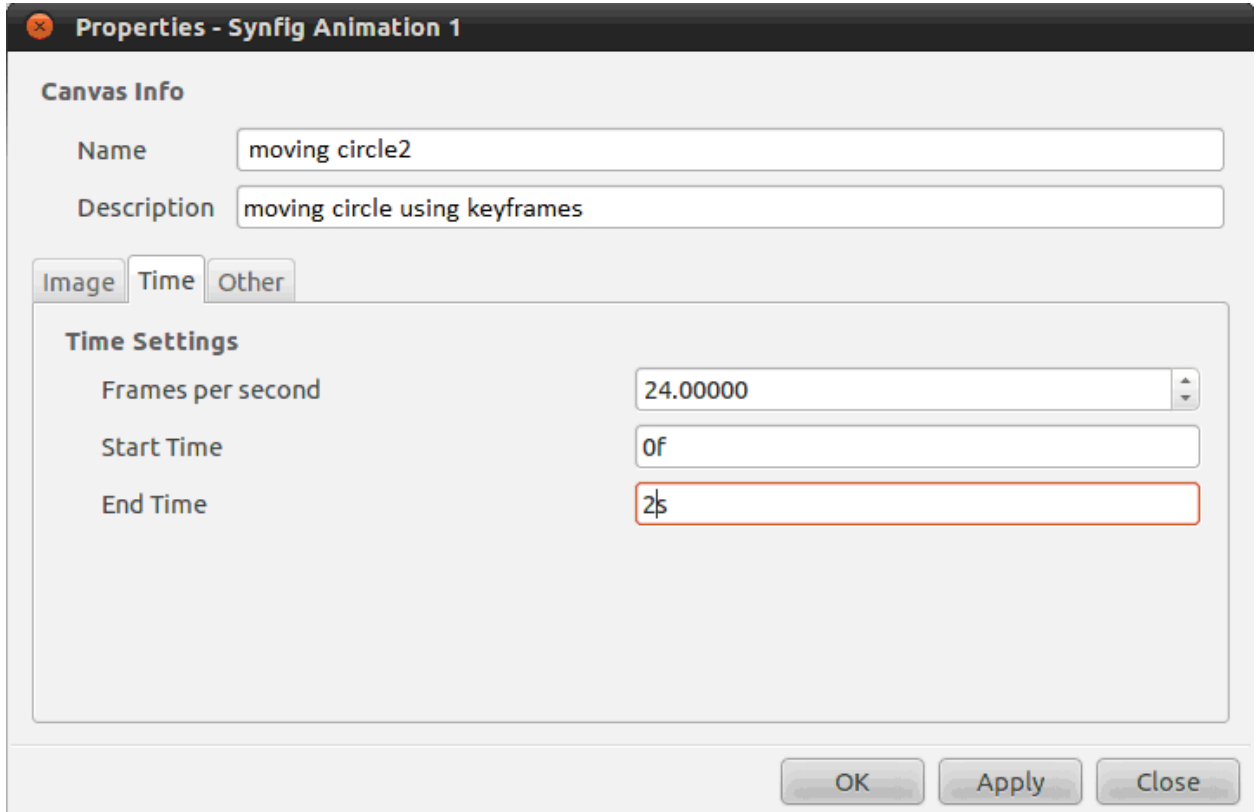 Properties - Synfig Animation 1
Canvas Info
Name moving circle2
Description moving circle using keyframes
Image Time Other
Time Settings
Frames per second 24.00000
Start Time 0f
End Time 2s
OK Apply Close